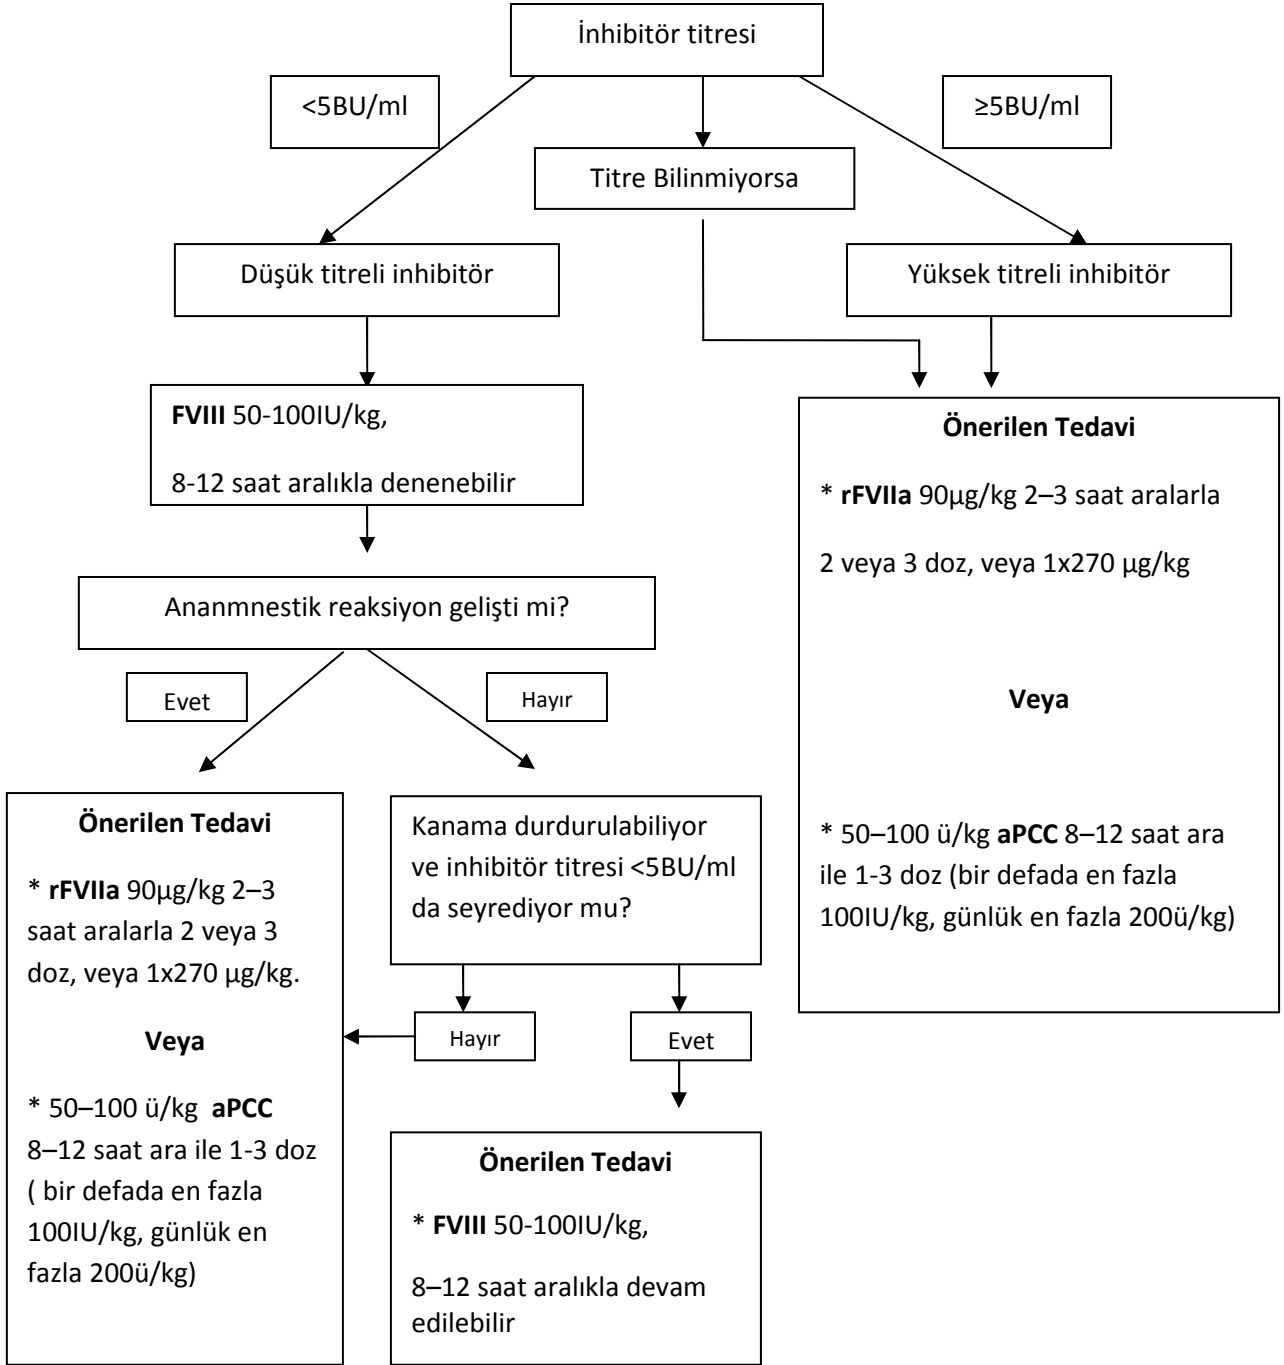 İnhibitör titresi
<5BU/ml
≥5BU/ml
Titre Bilinmiyorsa
Düşük titreli inhibitör
Yüksek titreli inhibitör
FVIII 50-100IU/kg,
8-12 saat aralıkla denenebilir
Önerilen Tedavi
* rFVIIa 90µg/kg 2–3 saat aralarla
2 veya 3 doz, veya 1x270 µg/kg
Veya
* 50–100 ü/kg aPCC 8–12 saat ara
ile 1-3 doz (bir defada en fazla
100IU/kg, günlük en fazla 200ü/kg)
Ananmnestik reaksiyon gelişti mi?
Evet
Hayır
Önerilen Tedavi
* rFVIIa 90µg/kg 2–3
saat aralarla 2 veya 3
doz, veya 1x270 µg/kg.
Veya
* 50–100 ü/kg aPCC
8–12 saat ara ile 1-3 doz
( bir defada en fazla
100IU/kg, günlük en
fazla 200ü/kg)
Kanama durdurulabiliyor
ve inhibitör titresi <5BU/ml
da seyrediyor mu?
Hayır
Evet
Önerilen Tedavi
* FVIII 50-100IU/kg,
8–12 saat aralıkla devam
edilebilir